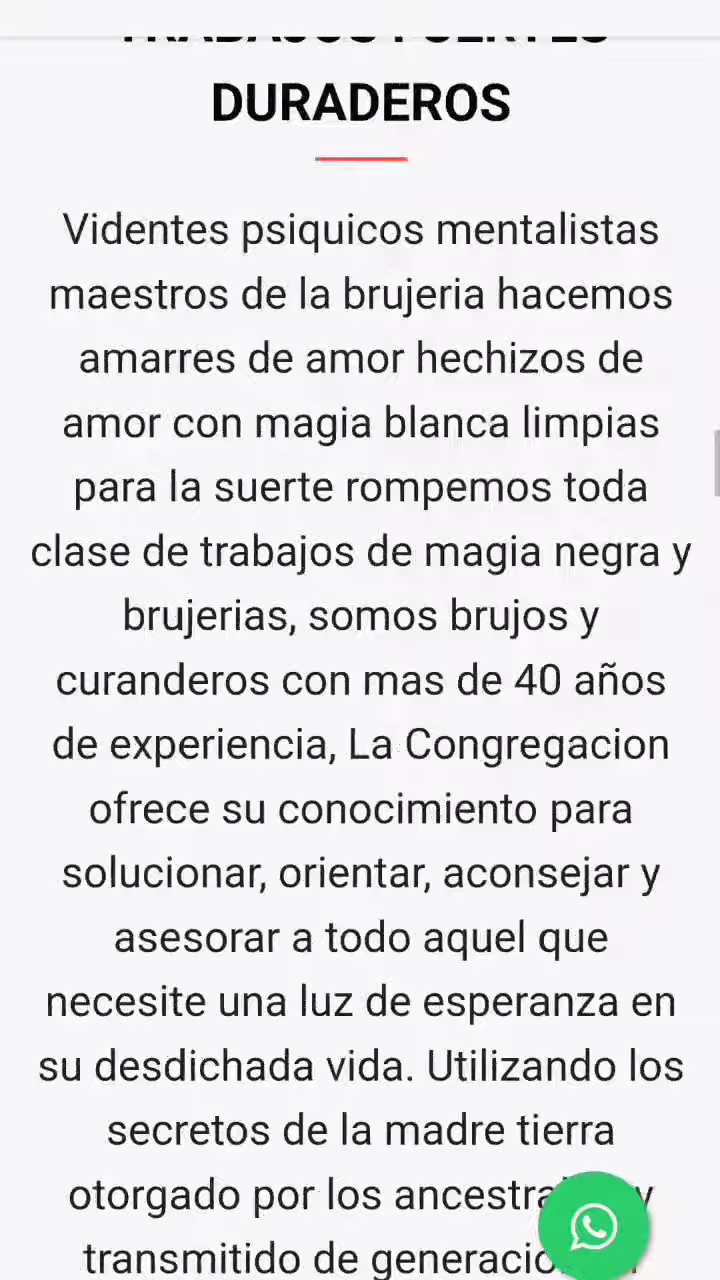 DURADEROS
Videntes psiquicos mentalistas
maestros de la brujeria hacemos
amarres de amor hechizos de
amor con magia blanca limpias
para la suerte rompemos toda
clase de trabajos de magia negra y
brujerias, somos brujos y
curanderos con mas de 40 años
de experiencia, La Congregacion
ofrece su conocimiento para
solucionar, orientar, aconsejar y
asesorar a todo aquel que
necesite una luz de esperanza en
su desdichada vida. Utilizando los
secretos de la madre tierra
otorgado por los
transmitido de